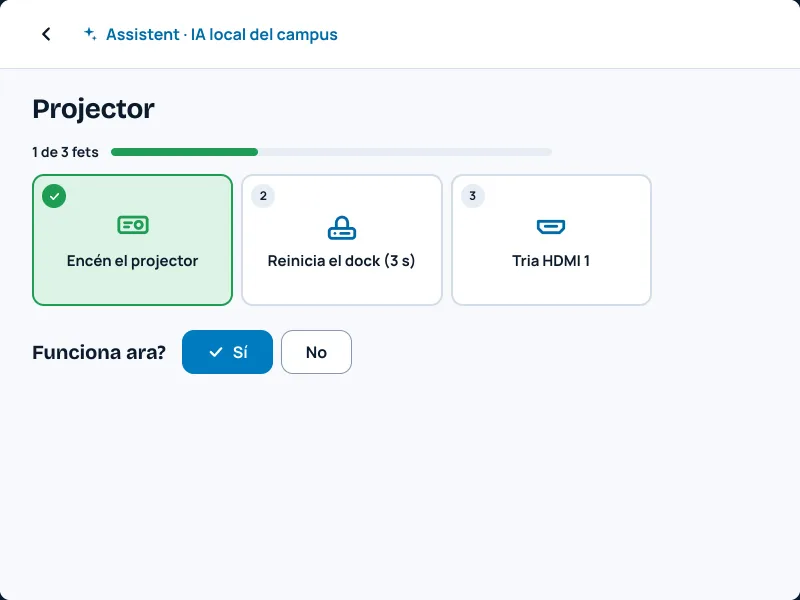 Assistent · IA local del campus
Projector
1 de 3 fets
Encén el projector
2
Reinicia el dock (3 s)
3
Tria HDMI 1
Funciona ara?
Sí
No